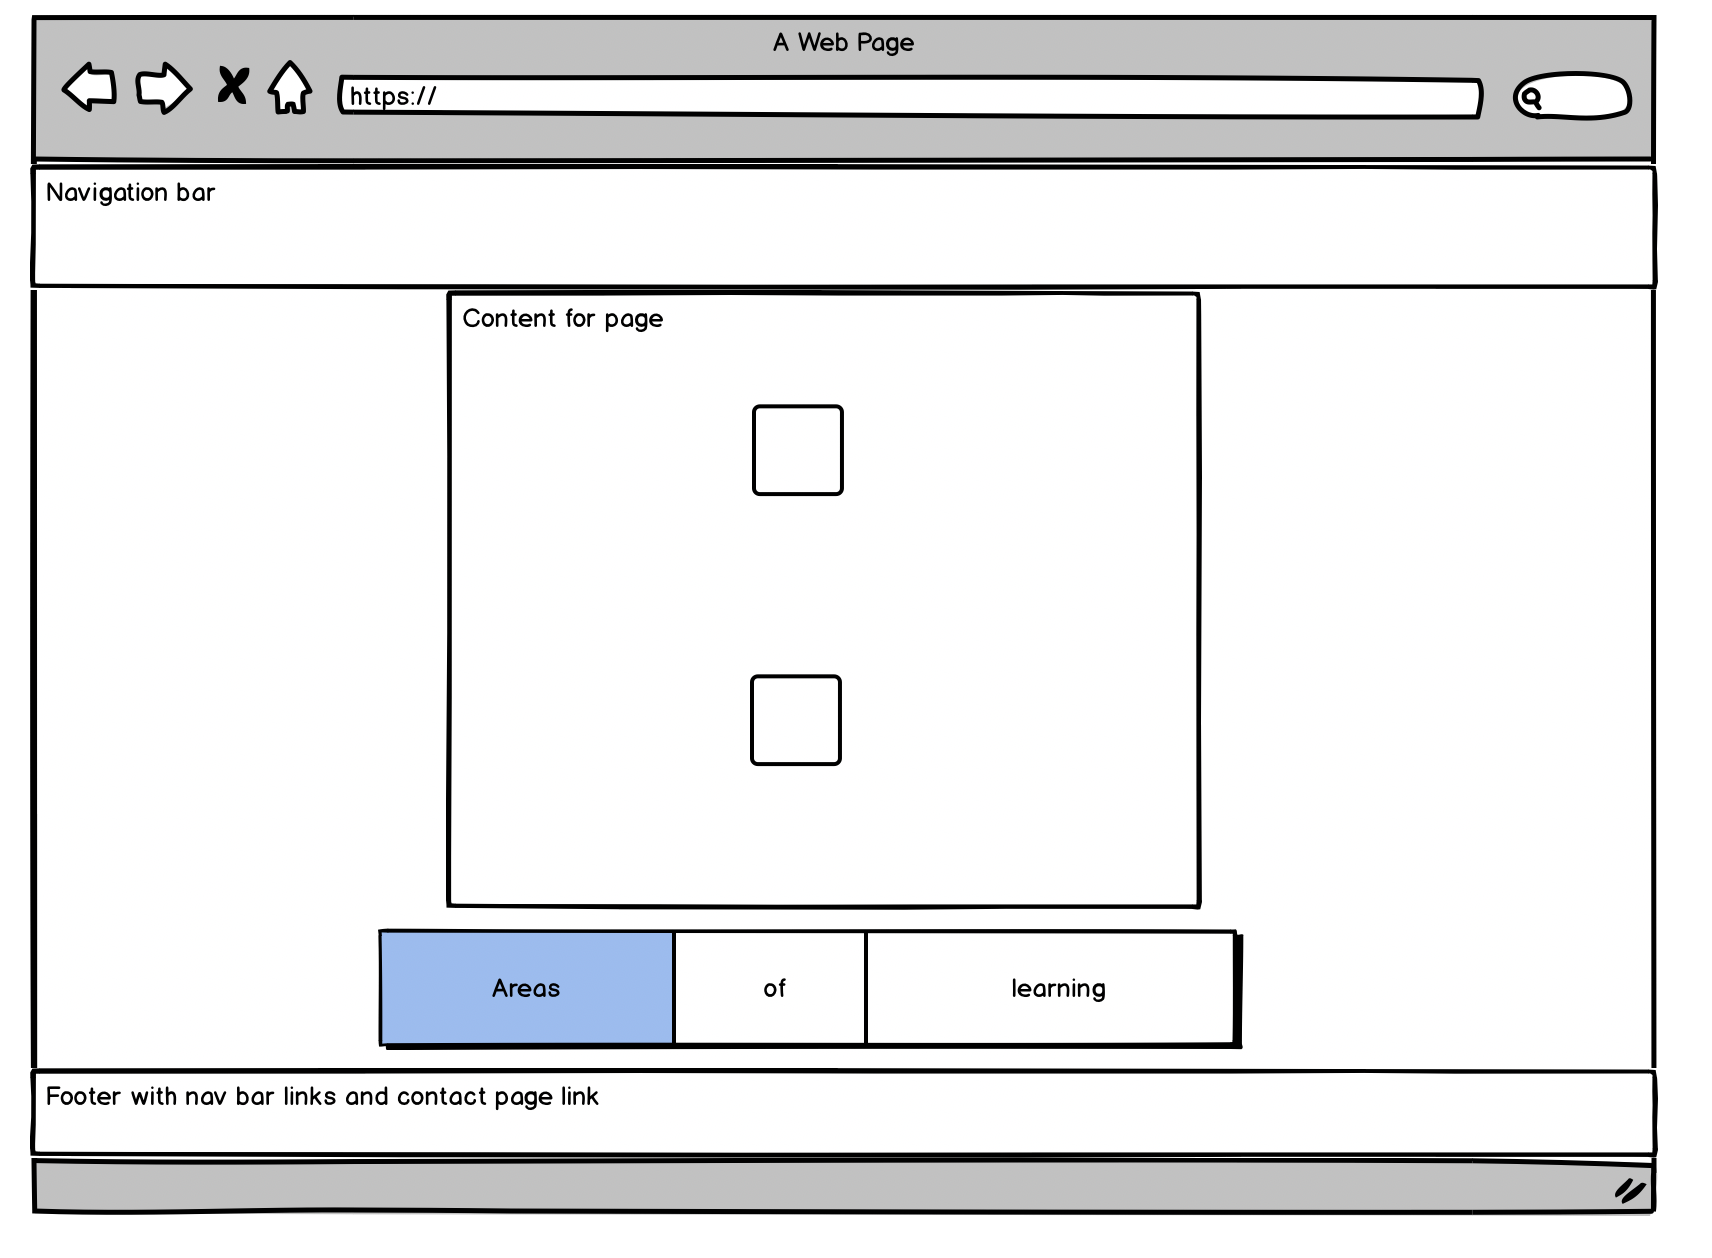 A Web Page
https://
Navigation bar
Content for page
Areas of learning
Footer with nav bar links and contact page link